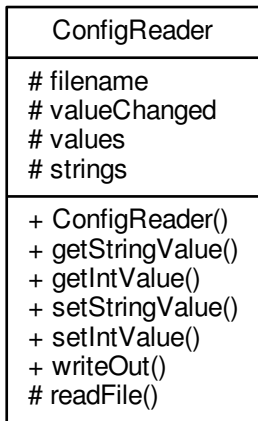 ConfigReader
# filename
# valueChanged
# values
# strings
+ ConfigReader()
+ getStringValue()
+ getIntValue()
+ setStringValue()
+ setIntValue()
+ writeOut()
# readFile()